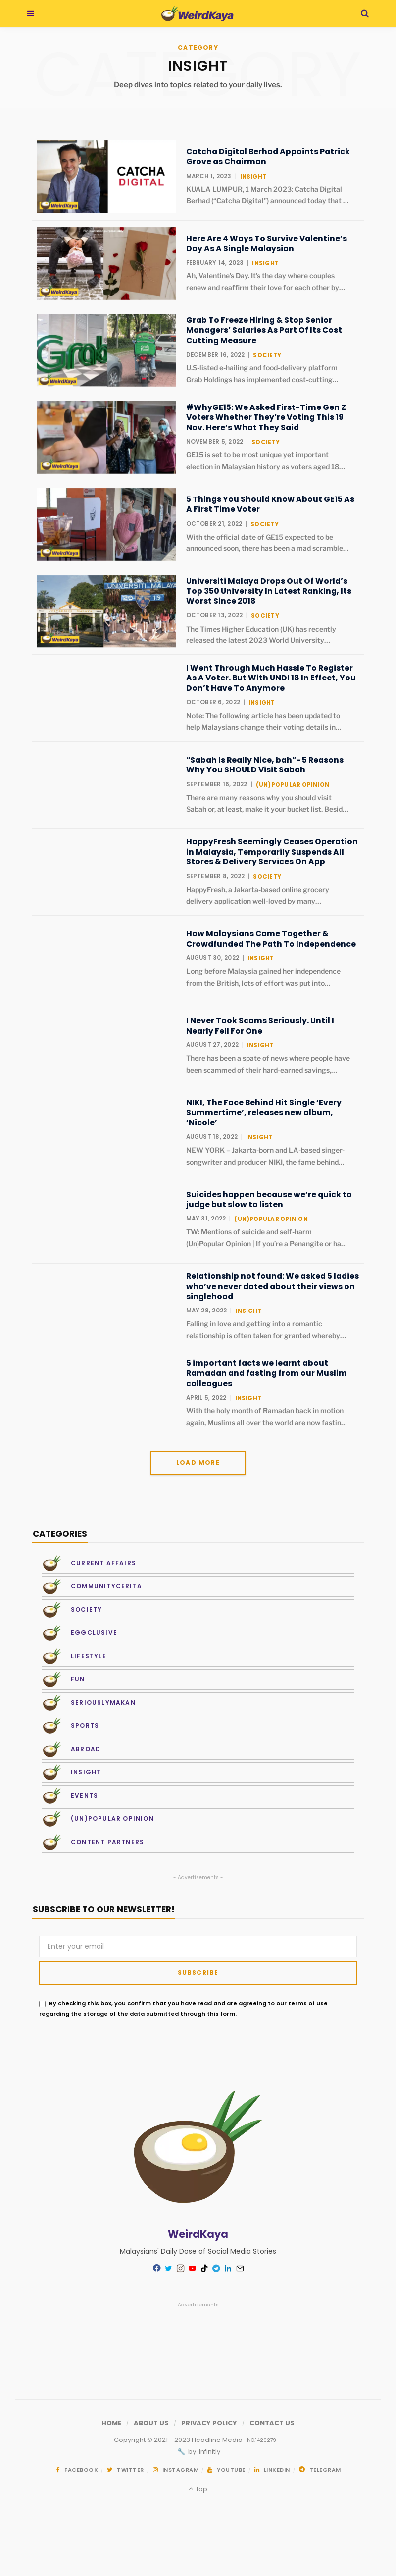 WeirdKaya
CATEGORY
CATEGORY
INSIGHT
Deep dives into topics related to your daily lives.
CATCHA
DIGITAL
WeirdKaya
Catcha Digital Berhad Appoints Patrick
Grove as Chairman
MARCH 1, 2023 | INSIGHT
KUALA LUMPUR, 1 March 2023: Catcha Digital
Berhad (“Catcha Digital”) announced today that ...
WeirdKaya
Here Are 4 Ways To Survive Valentine’s
Day As A Single Malaysian
FEBRUARY 14, 2023 | INSIGHT
Ah, Valentine’s Day. It’s the day where couples
renew and reaffirm their love for each other by...
Grab
WeirdKaya
Grab To Freeze Hiring & Stop Senior
Managers’ Salaries As Part Of Its Cost
Cutting Measure
DECEMBER 16, 2022 | SOCIETY
U.S-listed e-hailing and food-delivery platform
Grab Holdings has implemented cost-cutting...
WeirdKaya
#WhyGE15: We Asked First-Time Gen Z
Voters Whether They’re Voting This 19
Nov. Here’s What They Said
NOVEMBER 5, 2022 | SOCIETY
GE15 is set to be most unique yet important
election in Malaysian history as voters aged 18...
WeirdKaya
5 Things You Should Know About GE15 As
A First Time Voter
OCTOBER 21, 2022 | SOCIETY
With the official date of GE15 expected to be
announced soon, there has been a mad scramble...
UNIVERSITI MALAYA
WeirdKaya
Universiti Malaya Drops Out Of World’s
Top 350 University In Latest Ranking, Its
Worst Since 2018
OCTOBER 13, 2022 | SOCIETY
The Times Higher Education (UK) has recently
released the latest 2023 World University...
I Went Through Much Hassle To Register
As A Voter. But With UNDI 18 In Effect, You
Don’t Have To Anymore
OCTOBER 6, 2022 | INSIGHT
Note: The following article has been updated to
help Malaysians change their voting details in...
“Sabah Is Really Nice, bah”- 5 Reasons
Why You SHOULD Visit Sabah
SEPTEMBER 16, 2022 | (UN)POPULAR OPINION
There are many reasons why you should visit
Sabah or, at least, make it your bucket list. Besid...
HappyFresh Seemingly Ceases Operation
in Malaysia, Temporarily Suspends All
Stores & Delivery Services On App
SEPTEMBER 8, 2022 | SOCIETY
HappyFresh, a Jakarta-based online grocery
delivery application well-loved by many...
How Malaysians Came Together &
Crowdfunded The Path To Independence
AUGUST 30, 2022 | INSIGHT
Long before Malaysia gained her independence
from the British, lots of effort was put into...
I Never Took Scams Seriously. Until I
Nearly Fell For One
AUGUST 27, 2022 | INSIGHT
There has been a spate of news where people have
been scammed of their hard-earned savings,...
NIKI, The Face Behind Hit Single ‘Every
Summertime’, releases new album,
‘Nicole’
AUGUST 18, 2022 | INSIGHT
NEW YORK – Jakarta-born and LA-based singer-
songwriter and producer NIKI, the fame behind...
Suicides happen because we’re quick to
judge but slow to listen
MAY 31, 2022 | (UN)POPULAR OPINION
TW: Mentions of suicide and self-harm
(Un)Popular Opinion | If you’re a Penangite or ha...
Relationship not found: We asked 5 ladies
who’ve never dated about their views on
singlehood
MAY 28, 2022 | INSIGHT
Falling in love and getting into a romantic
relationship is often taken for granted whereby...
5 important facts we learnt about
Ramadan and fasting from our Muslim
colleagues
APRIL 5, 2022 | INSIGHT
With the holy month of Ramadan back in motion
again, Muslims all over the world are now fastin...
LOAD MORE
CATEGORIES
CURRENT AFFAIRS
COMMUNITYCERITA
SOCIETY
EGGCLUSIVE
LIFESTYLE
FUN
SERIOUSLYMAKAN
SPORTS
ABROAD
INSIGHT
EVENTS
(UN)POPULAR OPINION
CONTENT PARTNERS
- Advertisements -
SUBSCRIBE TO OUR NEWSLETTER!
Enter your email
SUBSCRIBE
By checking this box, you confirm that you have read and are agreeing to our terms of use
regarding the storage of the data submitted through this form.
WeirdKaya
Malaysians' Daily Dose of Social Media Stories
- Advertisements -
HOME / ABOUT US / PRIVACY POLICY / CONTACT US
Copyright © 2021 - 2023 Headline Media | NO1426279-H
by Infinitly
FACEBOOK | TWITTER | INSTAGRAM | YOUTUBE | LINKEDIN | TELEGRAM
Top